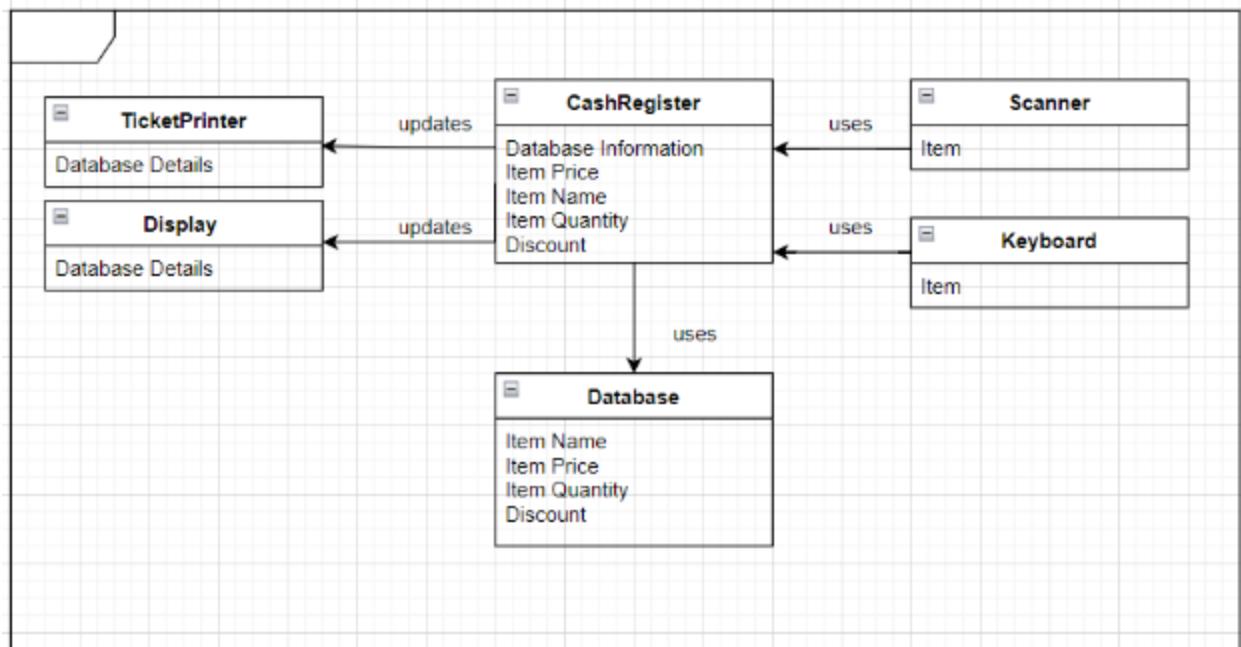 TicketPrinter
Database Details
Display
Database Details
updates
updates
CashRegister
Database Information
Item Price
Item Name
Item Quantity
Discount
uses
uses
Scanner
Item
Keyboard
Item
uses
Database
Item Name
Item Price
Item Quantity
Discount